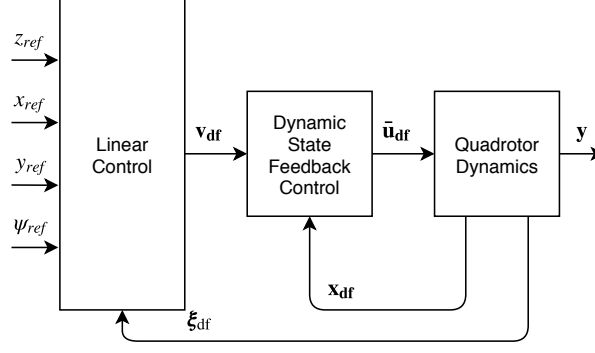 z_ref
x_ref
y_ref
ψ_ref
Linear
Control
v_df
Dynamic
State
Feedback
Control
ū_df
Quadrotor
Dynamics
y
x_df
ξ_df